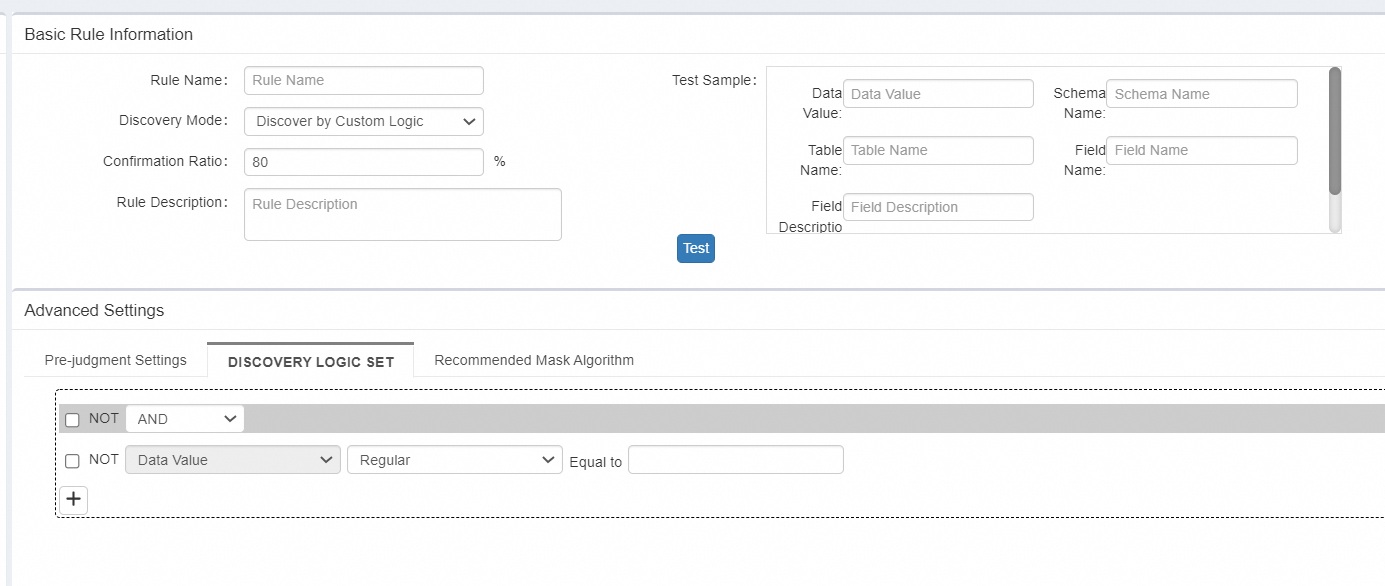 Basic Rule Information
Rule Name:
Rule Name
Discovery Mode:
Discover by Custom Logic
Confirmation Ratio:
80
%
Rule Description:
Rule Description
Test Sample:
Data
Value:
Data Value
Schema
Name:
Schema Name
Table
Name:
Table Name
Field
Name:
Field Name
Field
Descriptio
Field Description
Test
Advanced Settings
Pre-judgment Settings
DISCOVERY LOGIC SET
Recommended Mask Algorithm
NOT
AND
NOT
Data Value
Regular
Equal to
+